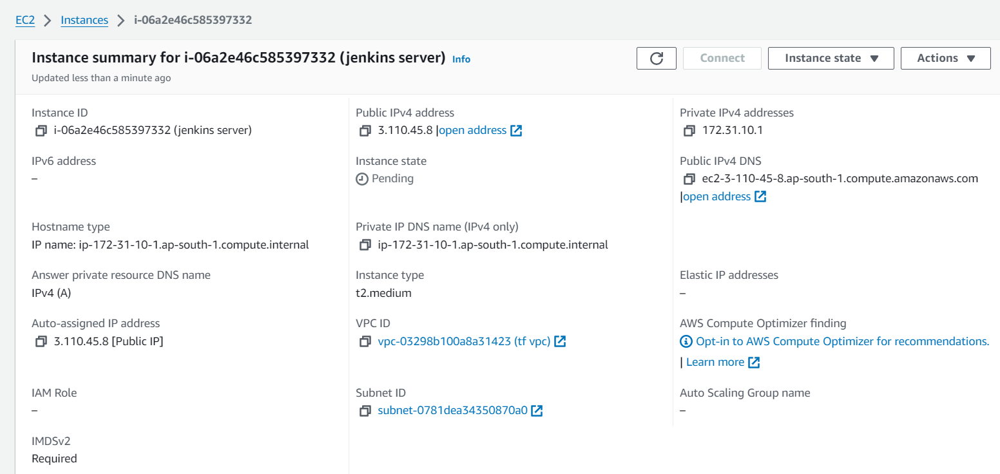 EC2 > Instances > i-06a2e46c585397332
Instance summary for i-06a2e46c585397332 (jenkins server) Info
Updated less than a minute ago
Connect
Instance state
Actions
Instance ID
i-06a2e46c585397332 (jenkins server)
Public IPv4 address
3.110.45.8 |open address
Private IPv4 addresses
172.31.10.1
IPv6 address
–
Instance state
Pending
Public IPv4 DNS
ec2-3-110-45-8.ap-south-1.compute.amazonaws.com
|open address
Hostname type
IP name: ip-172-31-10-1.ap-south-1.compute.internal
Private IP DNS name (IPv4 only)
ip-172-31-10-1.ap-south-1.compute.internal
Answer private resource DNS name
IPv4 (A)
Instance type
t2.medium
Elastic IP addresses
–
Auto-assigned IP address
3.110.45.8 [Public IP]
VPC ID
vpc-03298b100a8a31423 (tf vpc)
AWS Compute Optimizer finding
Opt-in to AWS Compute Optimizer for recommendations.
| Learn more
IAM Role
–
Subnet ID
subnet-0781dea34350870a0
Auto Scaling Group name
–
IMDSv2
Required